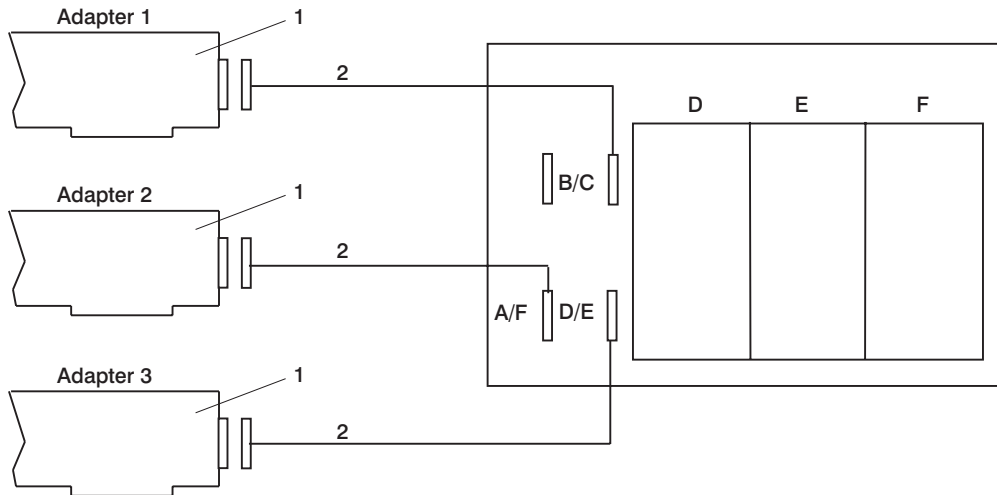 Adapter 1
1
2
D E F
B/C
Adapter 2
1
2
A/F D/E
Adapter 3
1
2